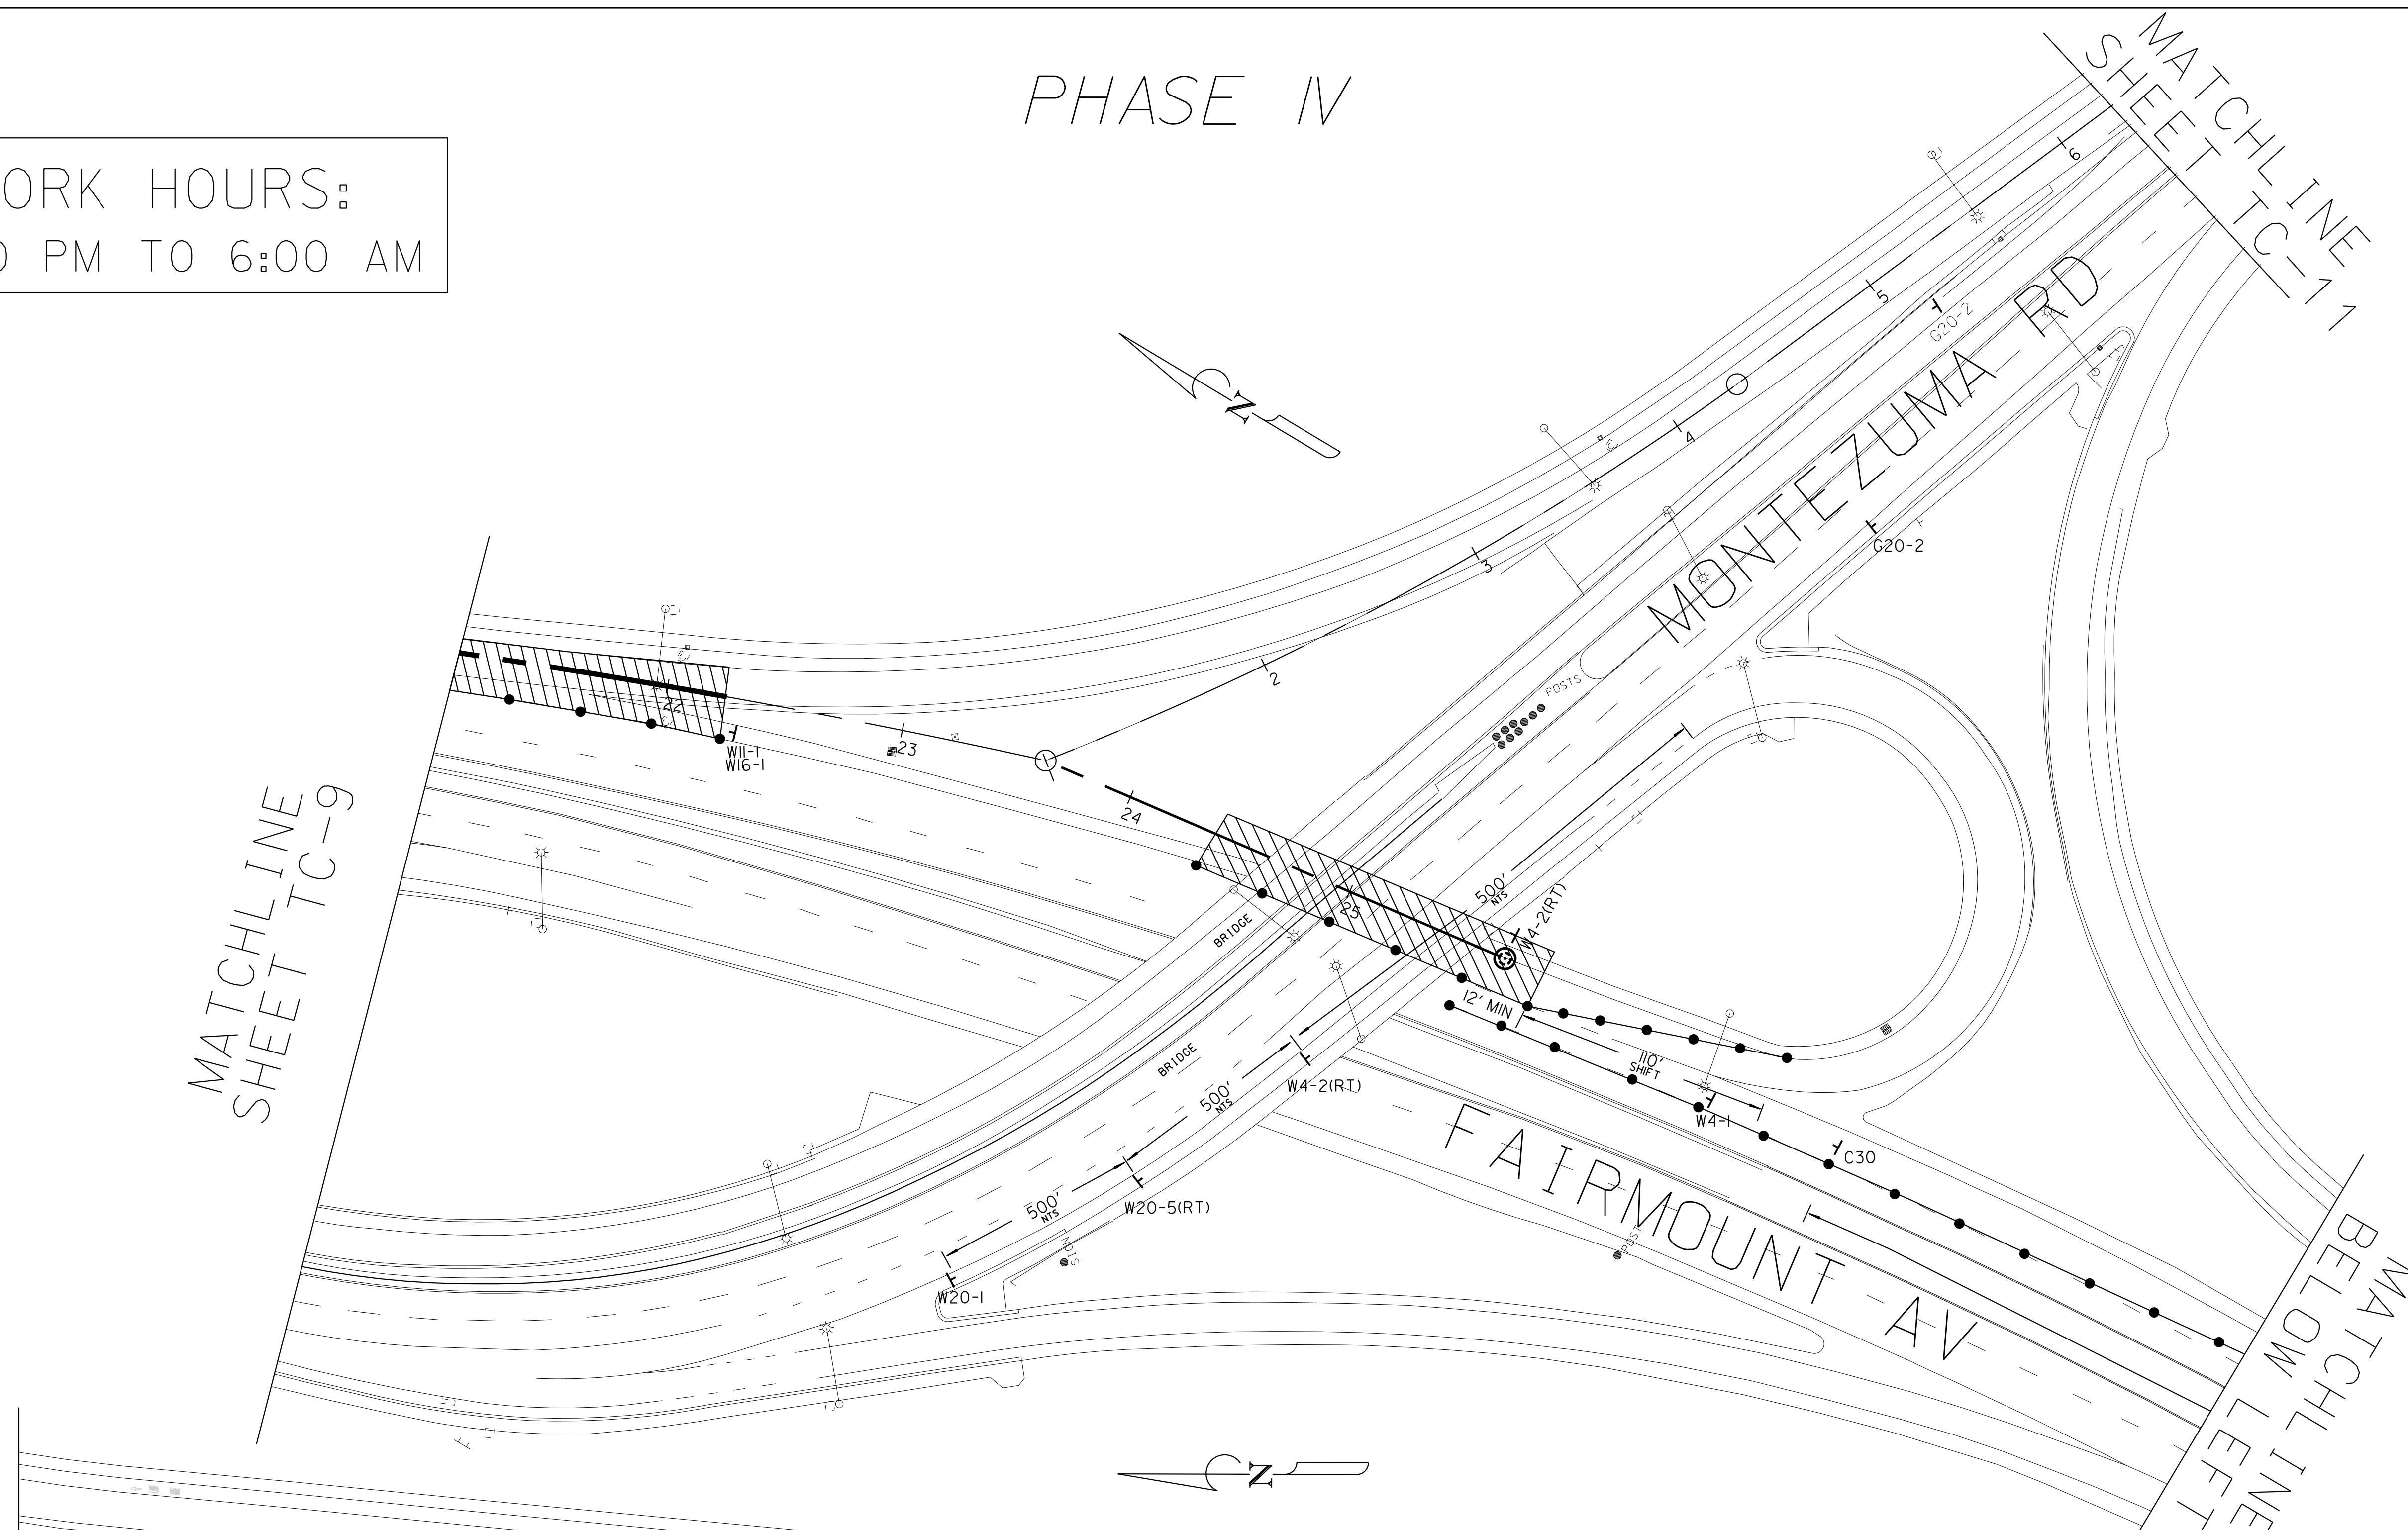 PHASE IV
ORK HOURS:
PM TO 6:00 AM
MATCHLINE
SHEET TC-11
6
5
4
3
2
G20-2
MONTEZUMA RD
G20-2
N
POSTS
22
23
24
25
W11-1
W16-1
MATCHLINE
SHEET TC-9
500'
NTS
W4-2(RT)
BRIDGE
12' MIN
110'
SHIFT
W4-1
C30
BRIDGE
W4-2(RT)
500'
NTS
W20-5(RT)
500'
NTS
W20-1
SIGN
POST
FAIRMOUNT AV
MATCHLINE
BELOW LEFT
N